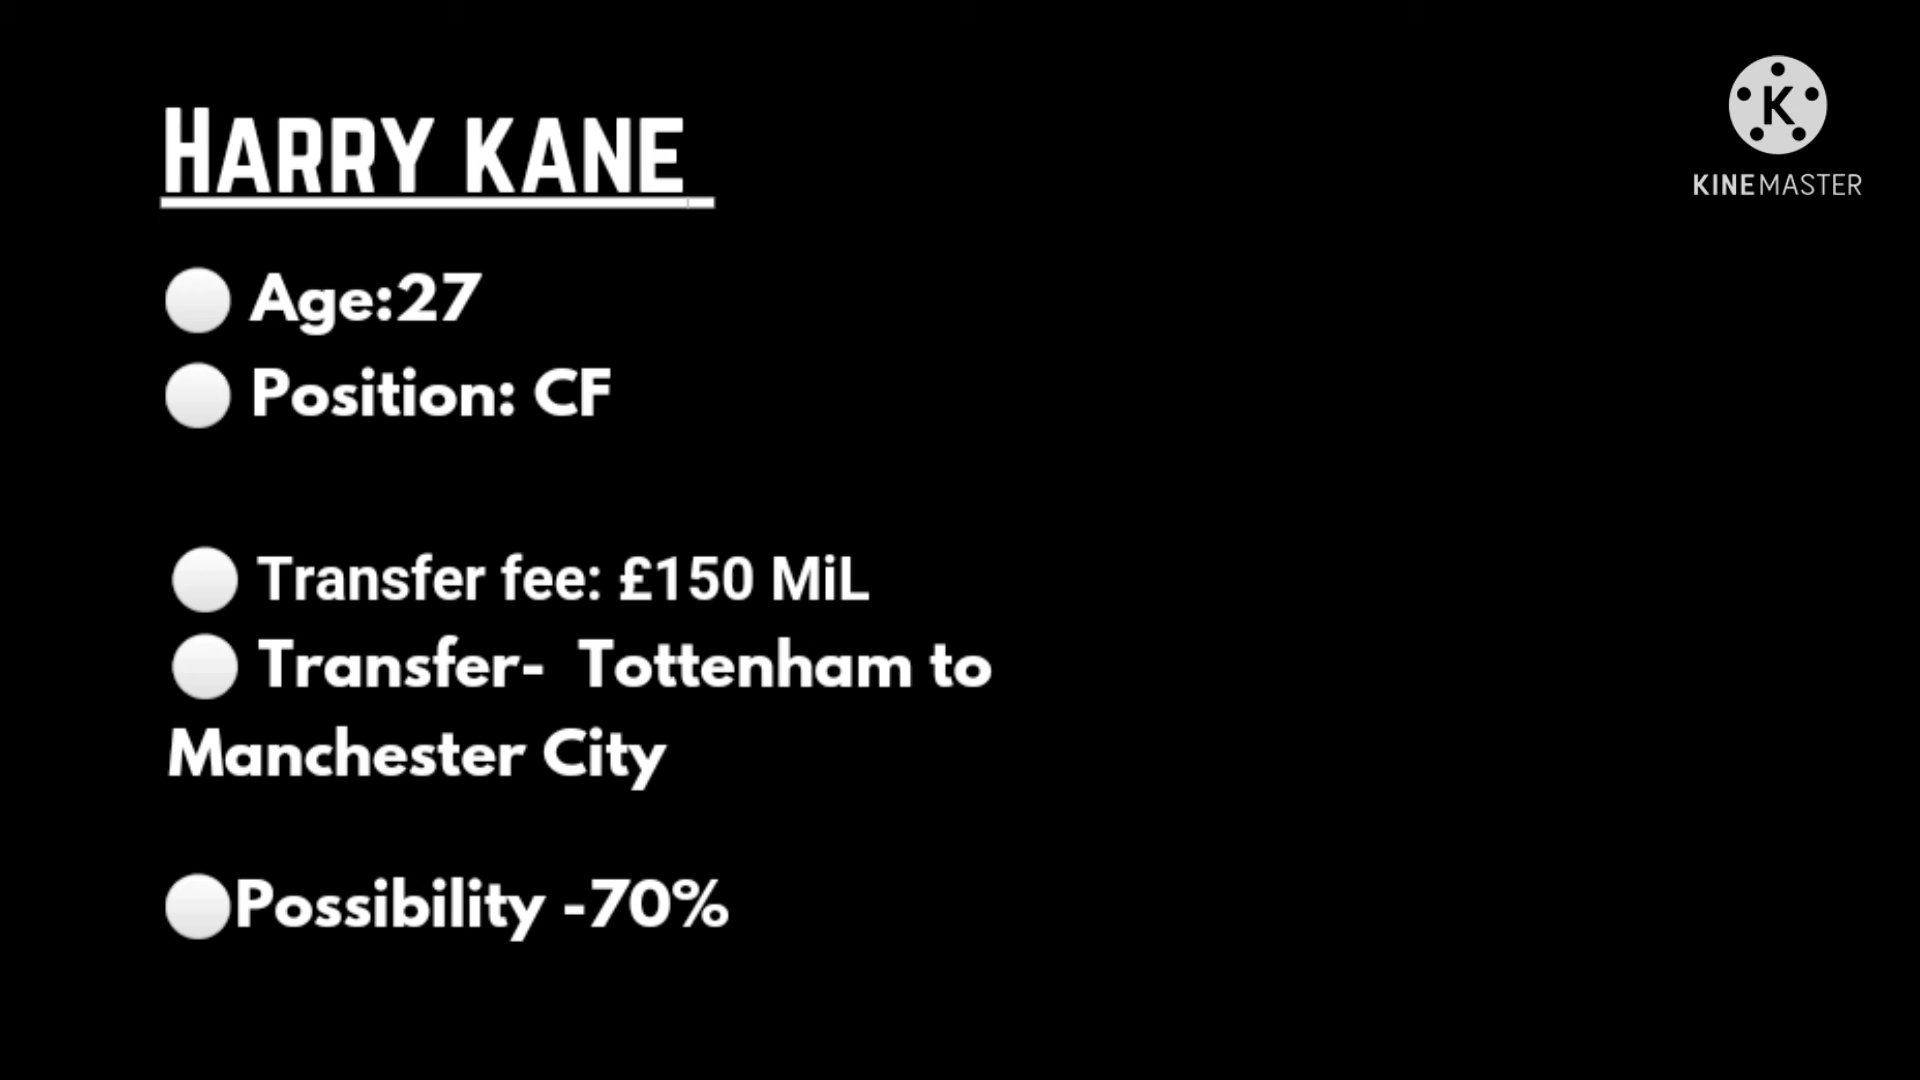 HARRY KANE
K
KINEMASTER
Age:27
Position: CF
Transfer fee: £150 MiL
Transfer- Tottenham to
Manchester City
Possibility -70%